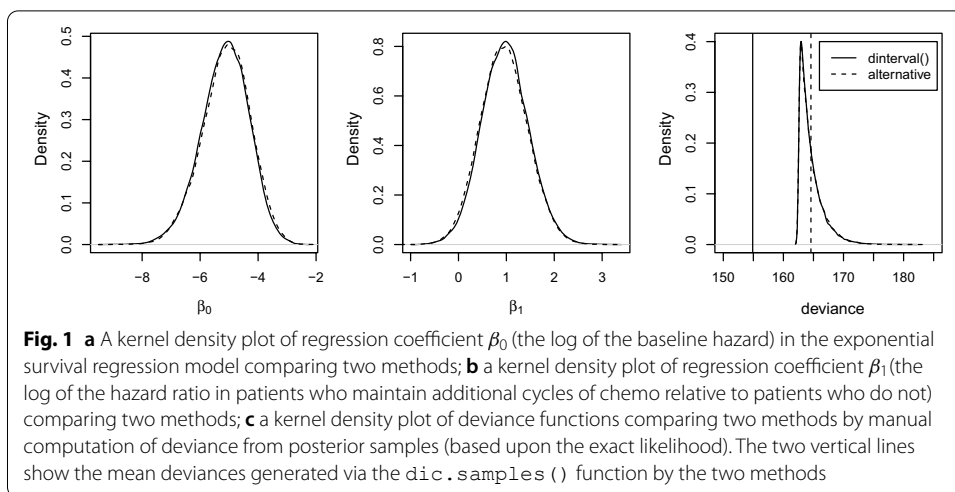 0.5
0.4
0.3
0.2
0.1
0.0
Density
−8 −6 −4 −2
β0
0.8
0.6
0.4
0.2
0.0
Density
−1 0 1 2 3
β1
0.4
0.3
0.2
0.1
0.0
Density
dinterval()
alternative
150 160 170 180
deviance
Fig. 1 a A kernel density plot of regression coefficient β0 (the log of the baseline hazard) in the exponential
survival regression model comparing two methods; b a kernel density plot of regression coefficient β1(the
log of the hazard ratio in patients who maintain additional cycles of chemo relative to patients who do not)
comparing two methods; c a kernel density plot of deviance functions comparing two methods by manual
computation of deviance from posterior samples (based upon the exact likelihood). The two vertical lines
show the mean deviances generated via the dic.samples() function by the two methods